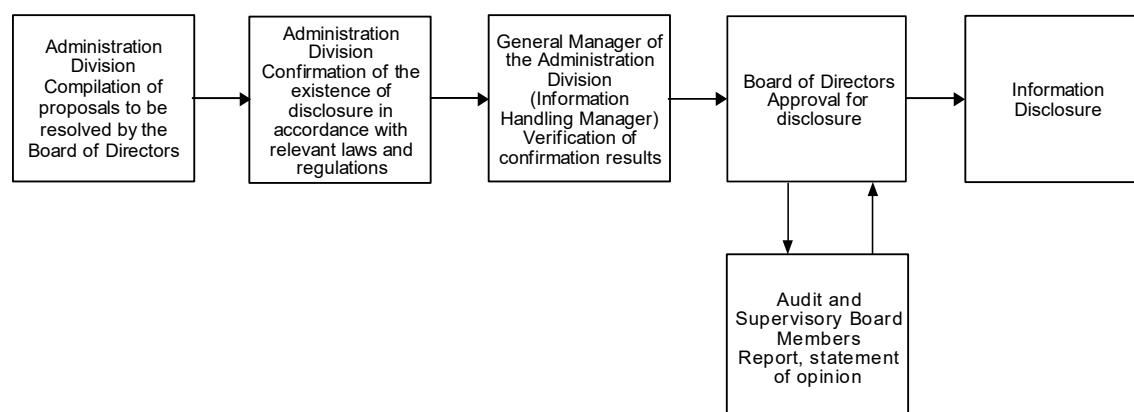 Administration
Division
Compilation of
proposals to be
resolved by the
Board of Directors
Administration
Division
Confirmation of the
existence of
disclosure in
accordance with
relevant laws and
regulations
General Manager of
the Administration
Division
(Information
Handling Manager)
Verification of
confirmation results
Board of Directors
Approval for
disclosure
Information
Disclosure
Audit and
Supervisory Board
Members
Report, statement
of opinion